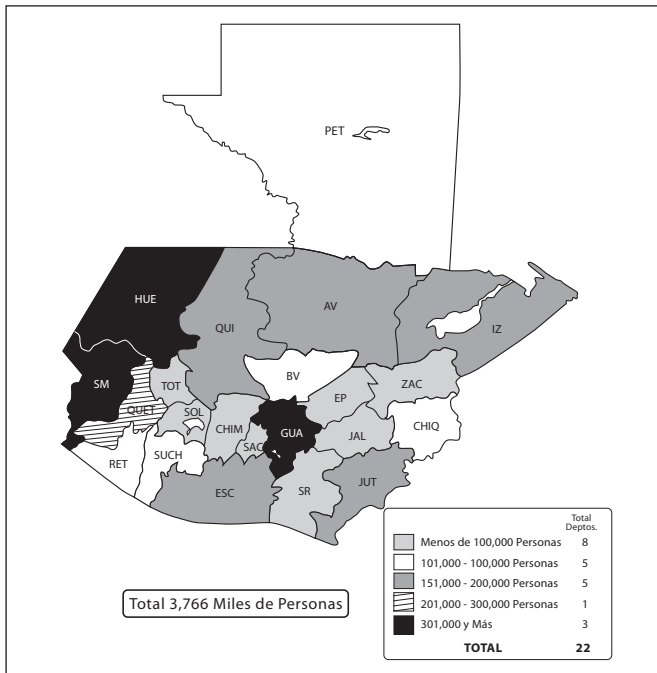 PET
HUE
QUI
AV
IZ
SM
TOT
BV
ZAC
QUET
SOL
EP
CHIM
GUA
CHIQ
SAC
JAL
RET
SUCH
ESC
SR
JUT
Total
Deptos.
Menos de 100,000 Personas 8
101,000 - 100,000 Personas 5
151,000 - 200,000 Personas 5
201,000 - 300,000 Personas 1
301,000 y Más 3
TOTAL 22
Total 3,766 Miles de Personas